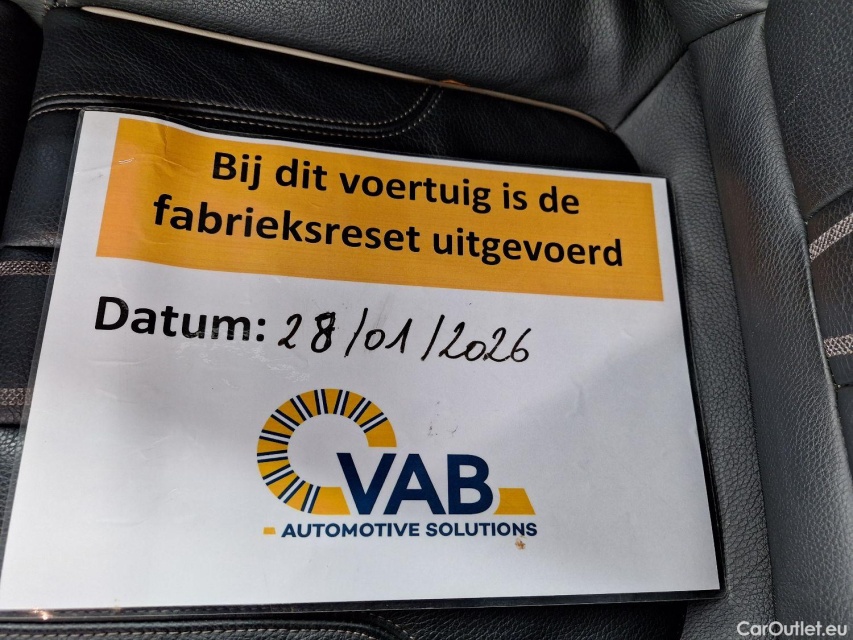 Bij dit voertuig is de
fabrieksreset uitgevoerd
Datum: 28/01/2026
VAB
AUTOMOTIVE SOLUTIONS
CarOutlet.eu